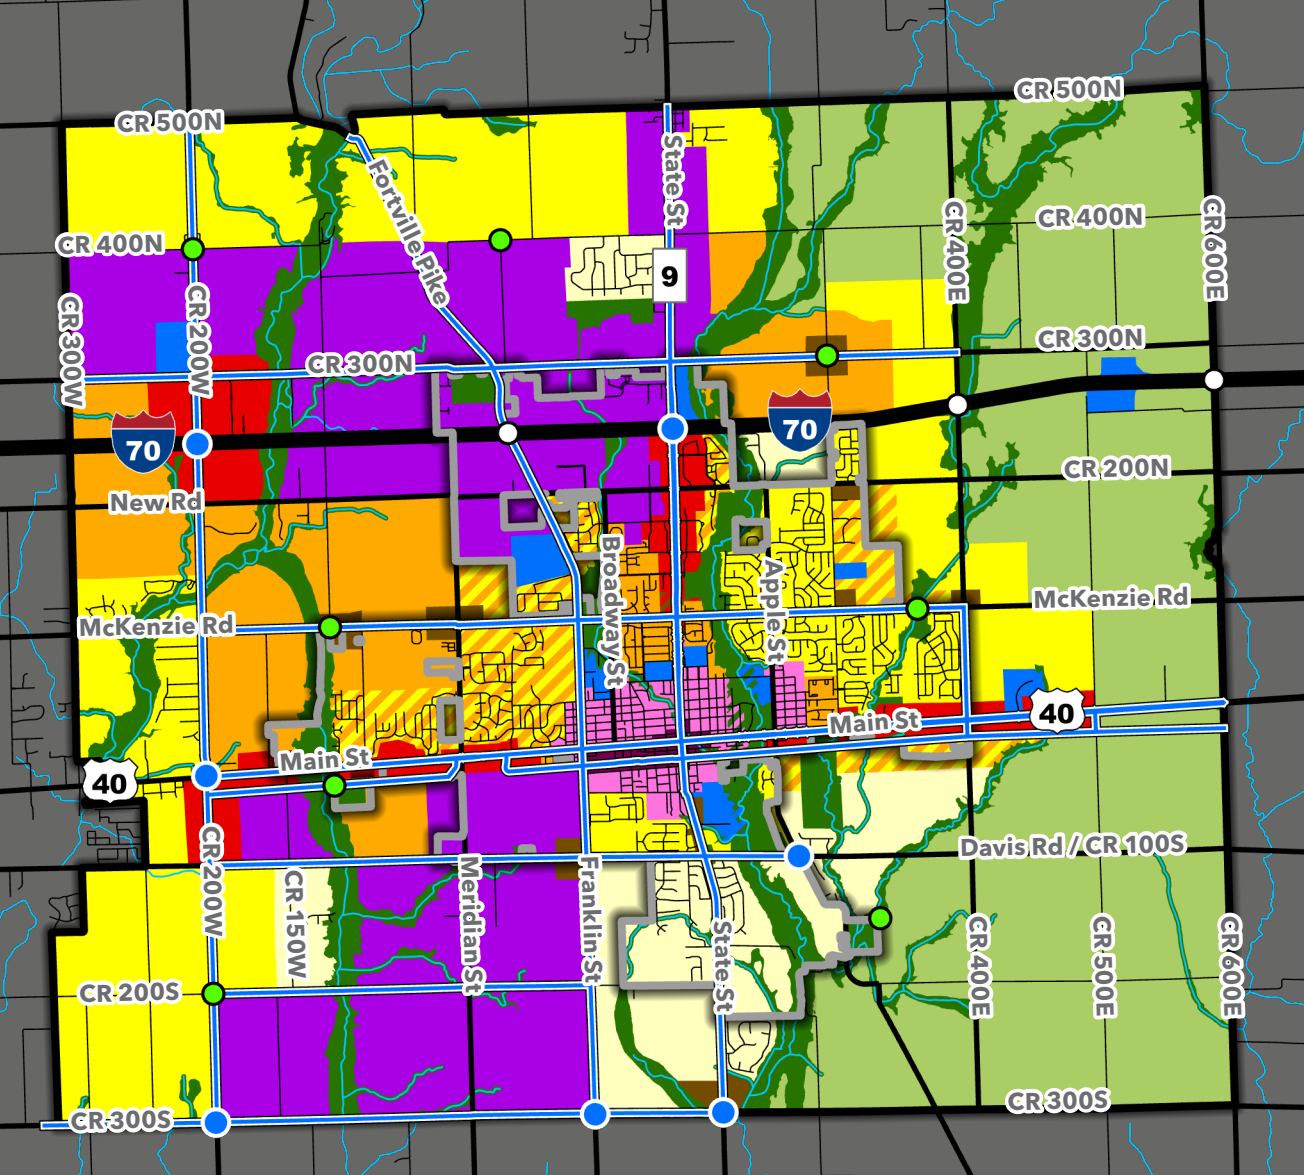 CR 500N
CR 500N
State St
Fortville Pike
CR 400N
CR 400N
CR 400E
CR 600E
9
CR 300W
CR 200W
CR 300N
CR 300N
70
70
CR 200N
New Rd
Broadway St
Apple St
McKenzie Rd
McKenzie Rd
40
Main St
Main St
40
CR 200W
Davis Rd / CR 100S
CR 150W
Meridian St
Franklin St
State St
CR 400E
CR 500E
CR 600E
CR 200S
CR 300S
CR 300S